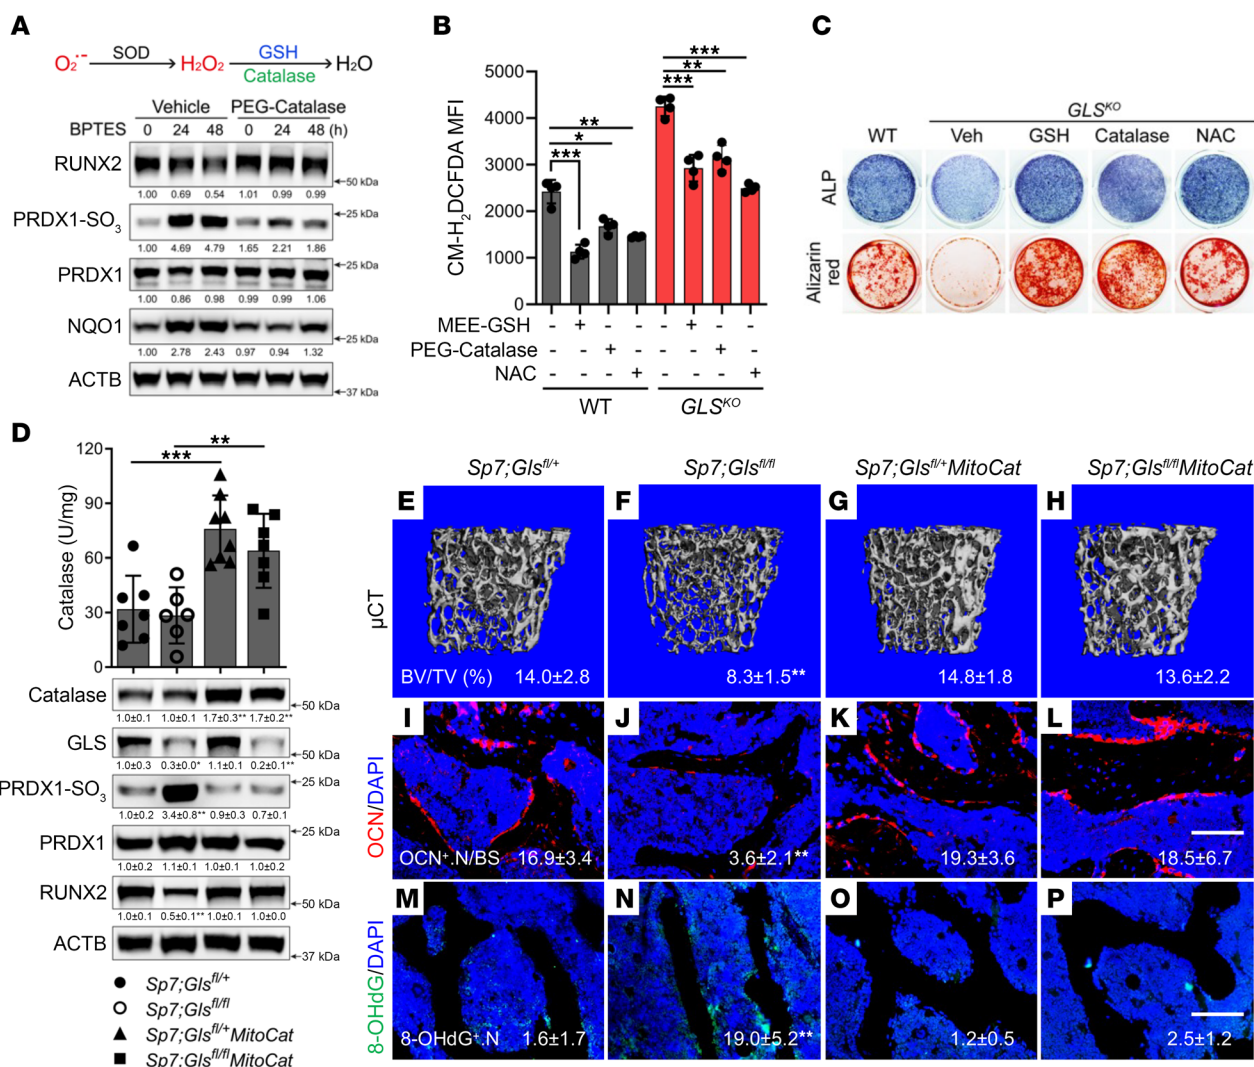 A
O₂·⁻ SOD H₂O₂ GSH Catalase H₂O
Vehicle PEG-Catalase
BPTES 0 24 48 0 24 48 (h)
RUNX2
←50 kDa
1.00 0.69 0.54 1.01 0.99 0.99
PRDX1-SO₃
←25 kDa
1.00 4.69 4.79 1.65 2.21 1.86
PRDX1
←25 kDa
1.00 0.86 0.98 0.99 0.99 1.06
NQO1
←25 kDa
1.00 2.78 2.43 0.97 0.94 1.32
ACTB
←37 kDa
B
CM-H₂DCFDA MFI
5000
4000
3000
2000
1000
0
***
*
**
***
**
***
MEE-GSH - + - - - + - -
PEG-Catalase - - + - - - + -
NAC - - - + - - - +
WT GLSᴷᴼ
C
GLSᴷᴼ
WT Veh GSH Catalase NAC
ALP
Alizarin red
D
Catalase (U/mg)
120
90
60
30
0
***
**
Catalase
←50 kDa
1.0±0.1 1.0±0.1 1.7±0.3** 1.7±0.2**
GLS
←50 kDa
1.0±0.3 0.3±0.0* 1.1±0.1 0.2±0.1**
PRDX1-SO₃
←25 kDa
1.0±0.2 3.4±0.8** 0.9±0.3 0.7±0.1
PRDX1
←25 kDa
1.0±0.2 1.1±0.1 1.0±0.1 1.0±0.2
RUNX2
←50 kDa
1.0±0.1 0.5±0.1** 1.0±0.1 1.0±0.0
ACTB
←37 kDa
Sp7;Glsfl/+
Sp7;Glsfl/fl
Sp7;Glsfl/+MitoCat
Sp7;Glsfl/flMitoCat
Sp7;Glsfl/+ Sp7;Glsfl/fl Sp7;Glsfl/+MitoCat Sp7;Glsfl/flMitoCat
E F G H
µCT
BV/TV (%) 14.0±2.8 8.3±1.5** 14.8±1.8 13.6±2.2
I J K L
OCN/DAPI
OCN⁺.N/BS 16.9±3.4 3.6±2.1** 19.3±3.6 18.5±6.7
M N O P
8-OHdG/DAPI
8-OHdG⁺.N 1.6±1.7 19.0±5.2** 1.2±0.5 2.5±1.2